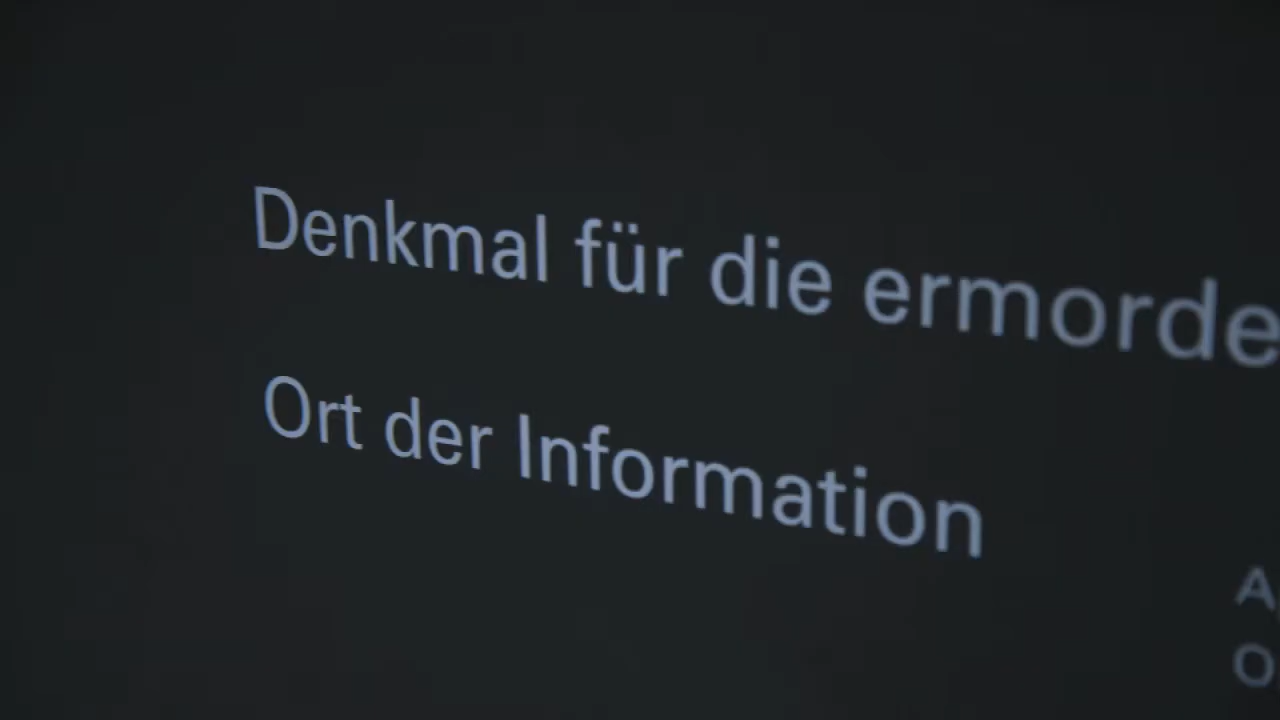 Denkmal für die ermorde
Ort der Information
A
O